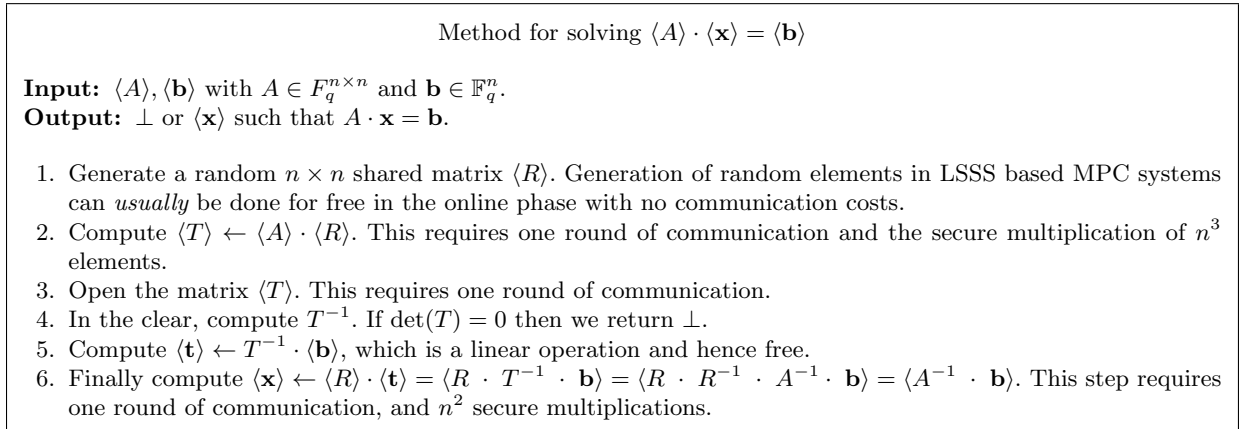 Method for solving ⟨A⟩ · ⟨x⟩ = ⟨b⟩
Input: ⟨A⟩, ⟨b⟩ with A ∈ F_q^{n×n} and b ∈ 𝔽_q^n.
Output: ⊥ or ⟨x⟩ such that A · x = b.
1. Generate a random n × n shared matrix ⟨R⟩. Generation of random elements in LSSS based MPC systems
can usually be done for free in the online phase with no communication costs.
2. Compute ⟨T⟩ ← ⟨A⟩ · ⟨R⟩. This requires one round of communication and the secure multiplication of n³
elements.
3. Open the matrix ⟨T⟩. This requires one round of communication.
4. In the clear, compute T⁻¹. If det(T) = 0 then we return ⊥.
5. Compute ⟨t⟩ ← T⁻¹ · ⟨b⟩, which is a linear operation and hence free.
6. Finally compute ⟨x⟩ ← ⟨R⟩ · ⟨t⟩ = ⟨R · T⁻¹ · b⟩ = ⟨R · R⁻¹ · A⁻¹ · b⟩ = ⟨A⁻¹ · b⟩. This step requires
one round of communication, and n² secure multiplications.